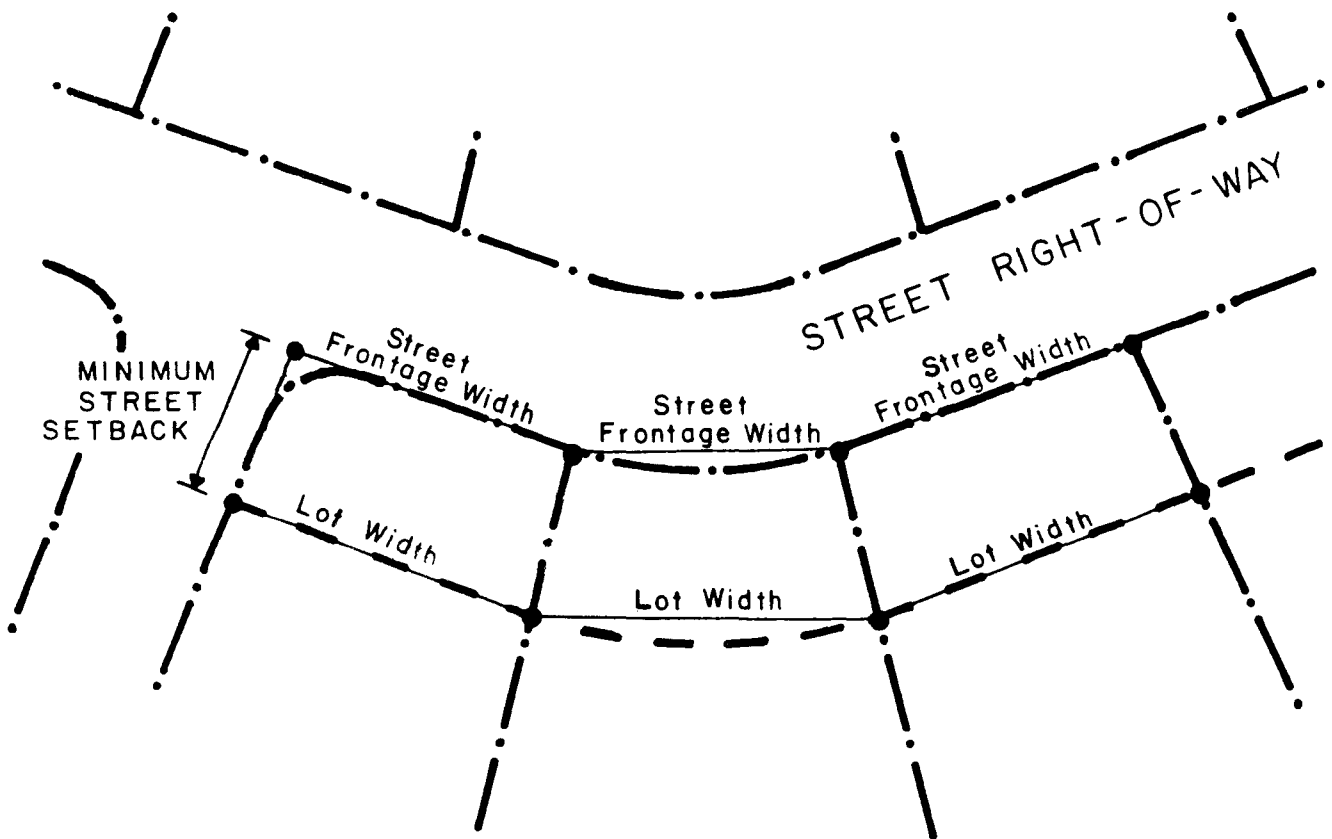 STREET RIGHT-OF-WAY
MINIMUM
STREET
SETBACK
Street
Frontage Width
Street
Frontage Width
Street
Frontage Width
Lot Width
Lot Width
Lot Width